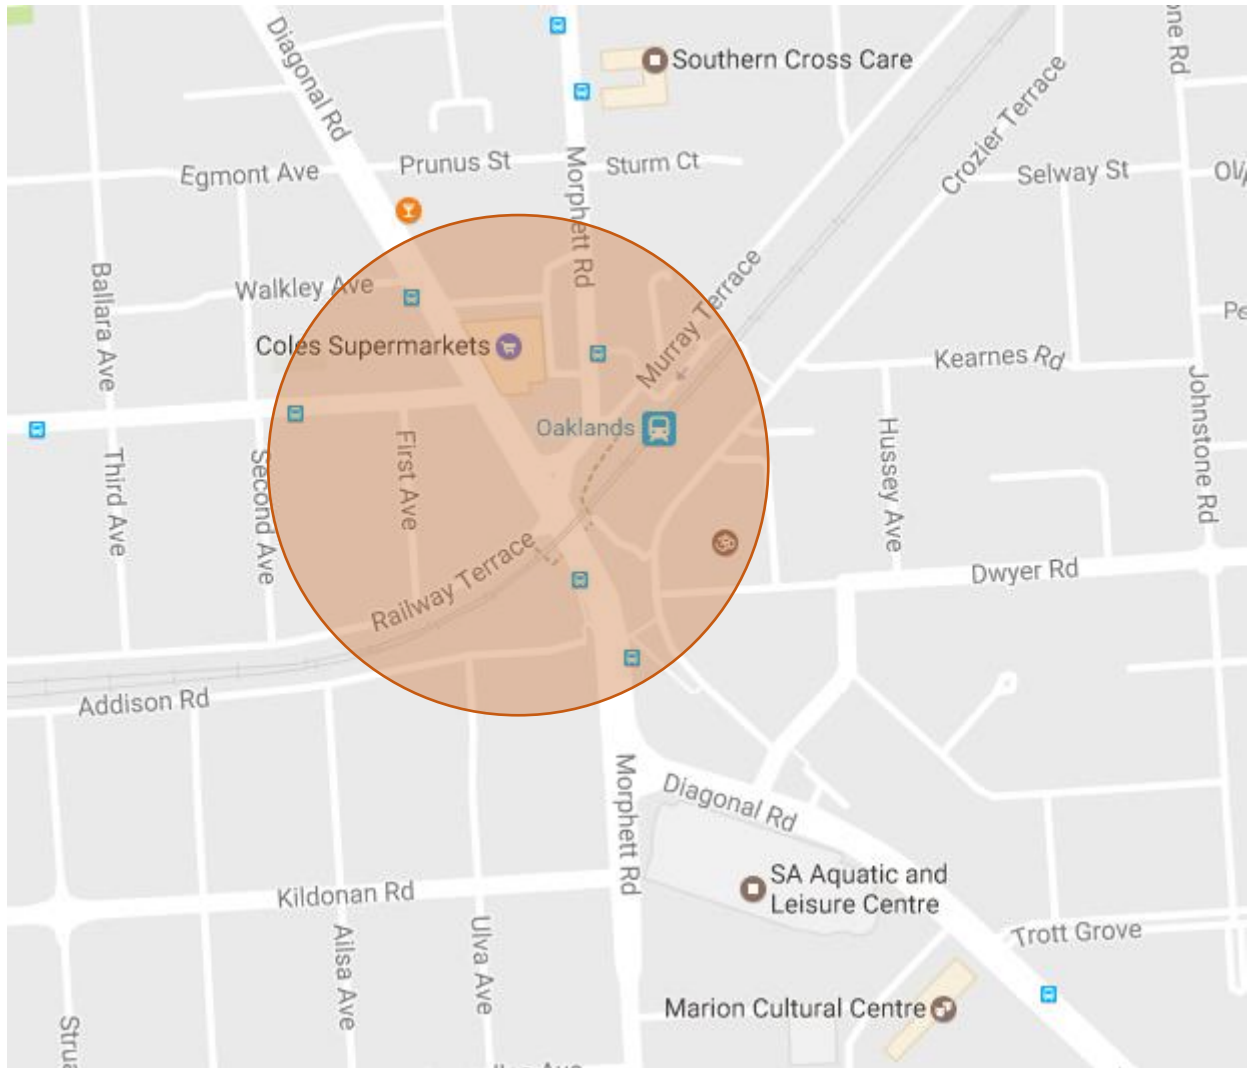 Diagonal Rd
Southern Cross Care
Crozier Terrace
Egmont Ave
Prunus St
Morphett Rd
Sturm Ct
Selway St
Ballara Ave
Walkley Ave
Murray Terrace
Coles Supermarkets
Kearnes Rd
Johnstone Rd
Oaklands
Third Ave
Second Ave
First Ave
Hussey Ave
Railway Terrace
Dwyer Rd
Addison Rd
Morphett Rd
Diagonal Rd
SA Aquatic and
Leisure Centre
Kildonan Rd
Ailsa Ave
Ulva Ave
Trott Grove
Marion Cultural Centre